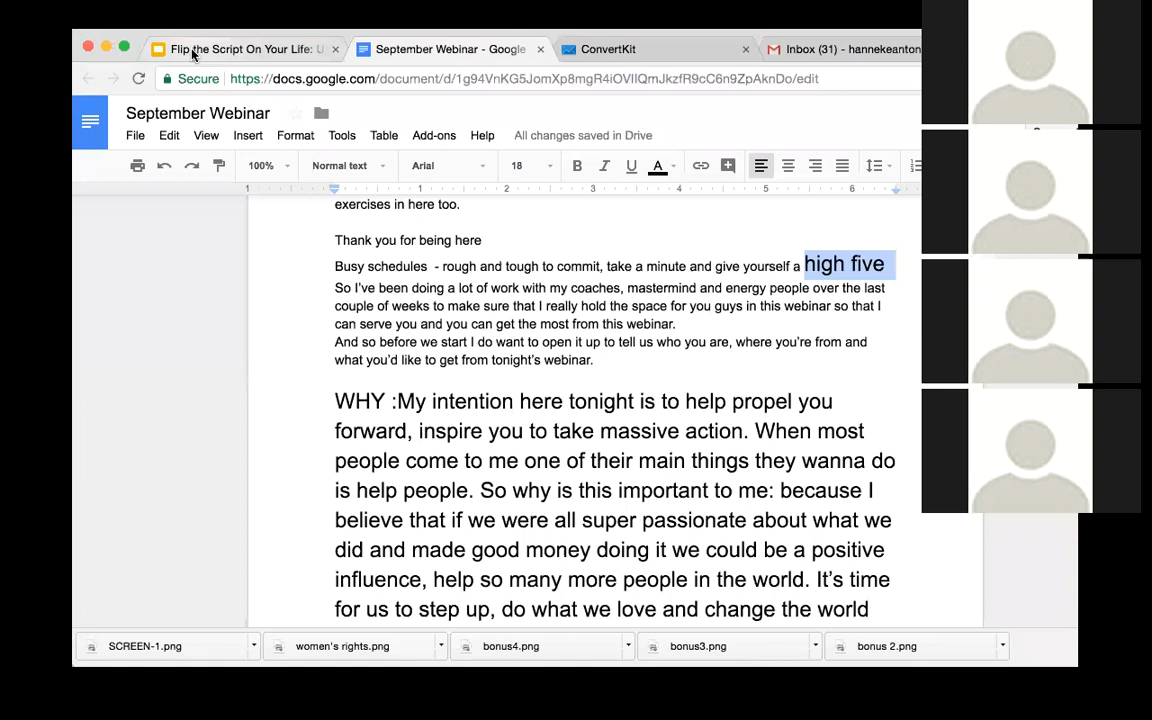 Flip the Script On Your Life: U
September Webinar - Google
ConvertKit
Inbox (31) - hannekeanton
Secure
https://docs.google.com/document/d/1g94VnKG5JomXp8mgR4iOVIlQmJkzfR9cC6n9ZpAknDo/edit
September Webinar
File Edit View Insert Format Tools Table Add-ons Help All changes saved in Drive
100% Normal text Arial 18 B I U A
1 1 2 3 4 5 6
exercises in here too.
Thank you for being here
Busy schedules - rough and tough to commit, take a minute and give yourself a high five
So I've been doing a lot of work with my coaches, mastermind and energy people over the last
couple of weeks to make sure that I really hold the space for you guys in this webinar so that I
can serve you and you can get the most from this webinar.
And so before we start I do want to open it up to tell us who you are, where you're from and
what you'd like to get from tonight's webinar.
WHY :My intention here tonight is to help propel you
forward, inspire you to take massive action. When most
people come to me one of their main things they wanna do
is help people. So why is this important to me: because I
believe that if we were all super passionate about what we
did and made good money doing it we could be a positive
influence, help so many more people in the world. It's time
for us to step up, do what we love and change the world
SCREEN-1.png
women's rights.png
bonus4.png
bonus3.png
bonus 2.png